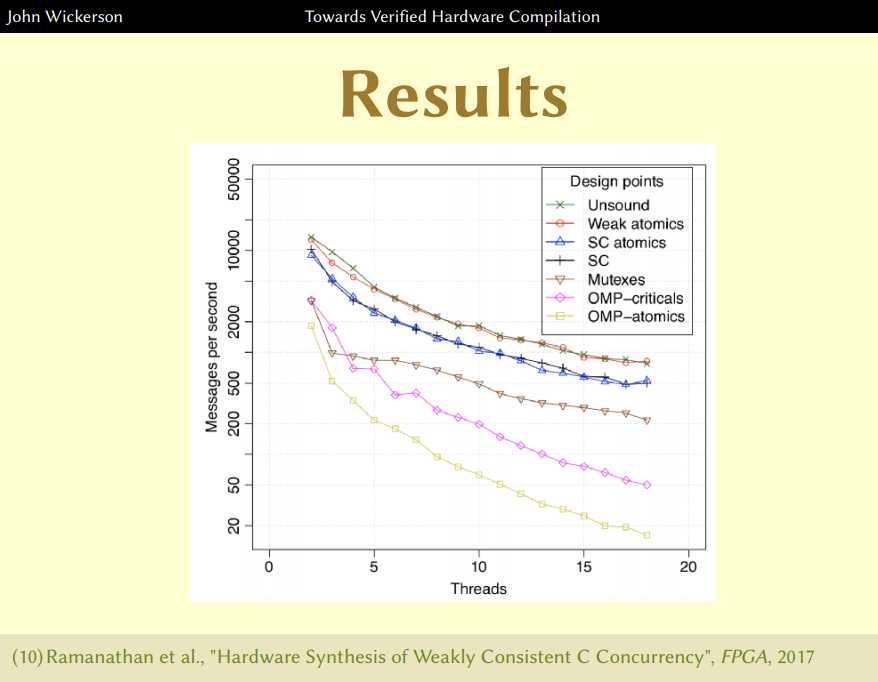 John Wickerson Towards Verified Hardware Compilation
Results
Design points
Unsound
Weak atomics
SC atomics
SC
Mutexes
OMP-criticals
OMP-atomics
Messages per second
50000
10000
2000
500
200
50
20
0 5 10 15 20
Threads
(10) Ramanathan et al., "Hardware Synthesis of Weakly Consistent C Concurrency", FPGA, 2017